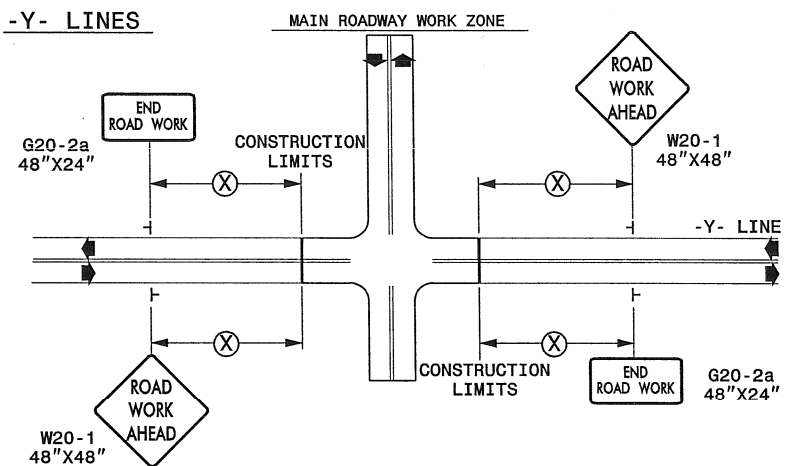 -Y- LINES
MAIN ROADWAY WORK ZONE
END
ROAD WORK
G20-2a
48"X24"
CONSTRUCTION
LIMITS
X
ROAD
WORK
AHEAD
W20-1
48"X48"
X
-Y- LINE
X
ROAD
WORK
AHEAD
W20-1
48"X48"
CONSTRUCTION
LIMITS
X
END
ROAD WORK
G20-2a
48"X24"